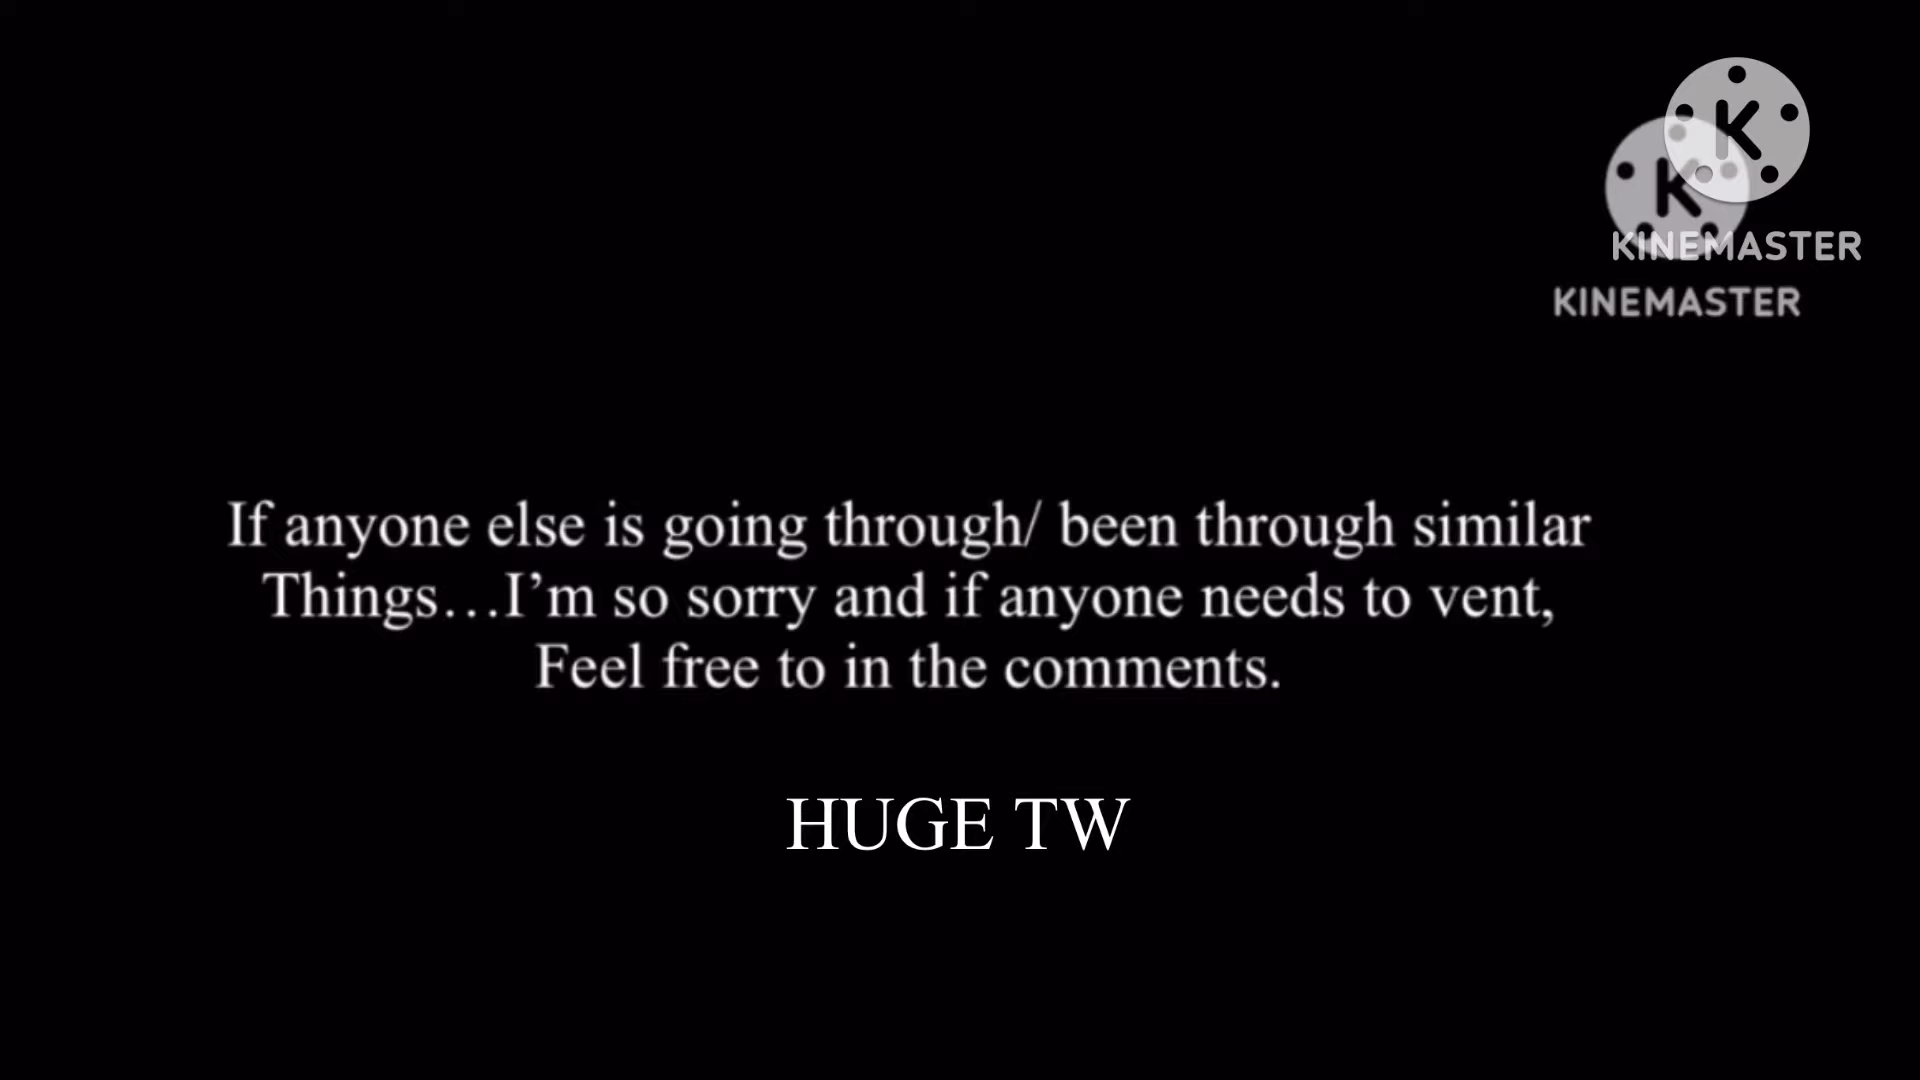 K
K
KINEMASTER
KINEMASTER
If anyone else is going through/ been through similar
Things…I’m so sorry and if anyone needs to vent,
Feel free to in the comments.
HUGE TW